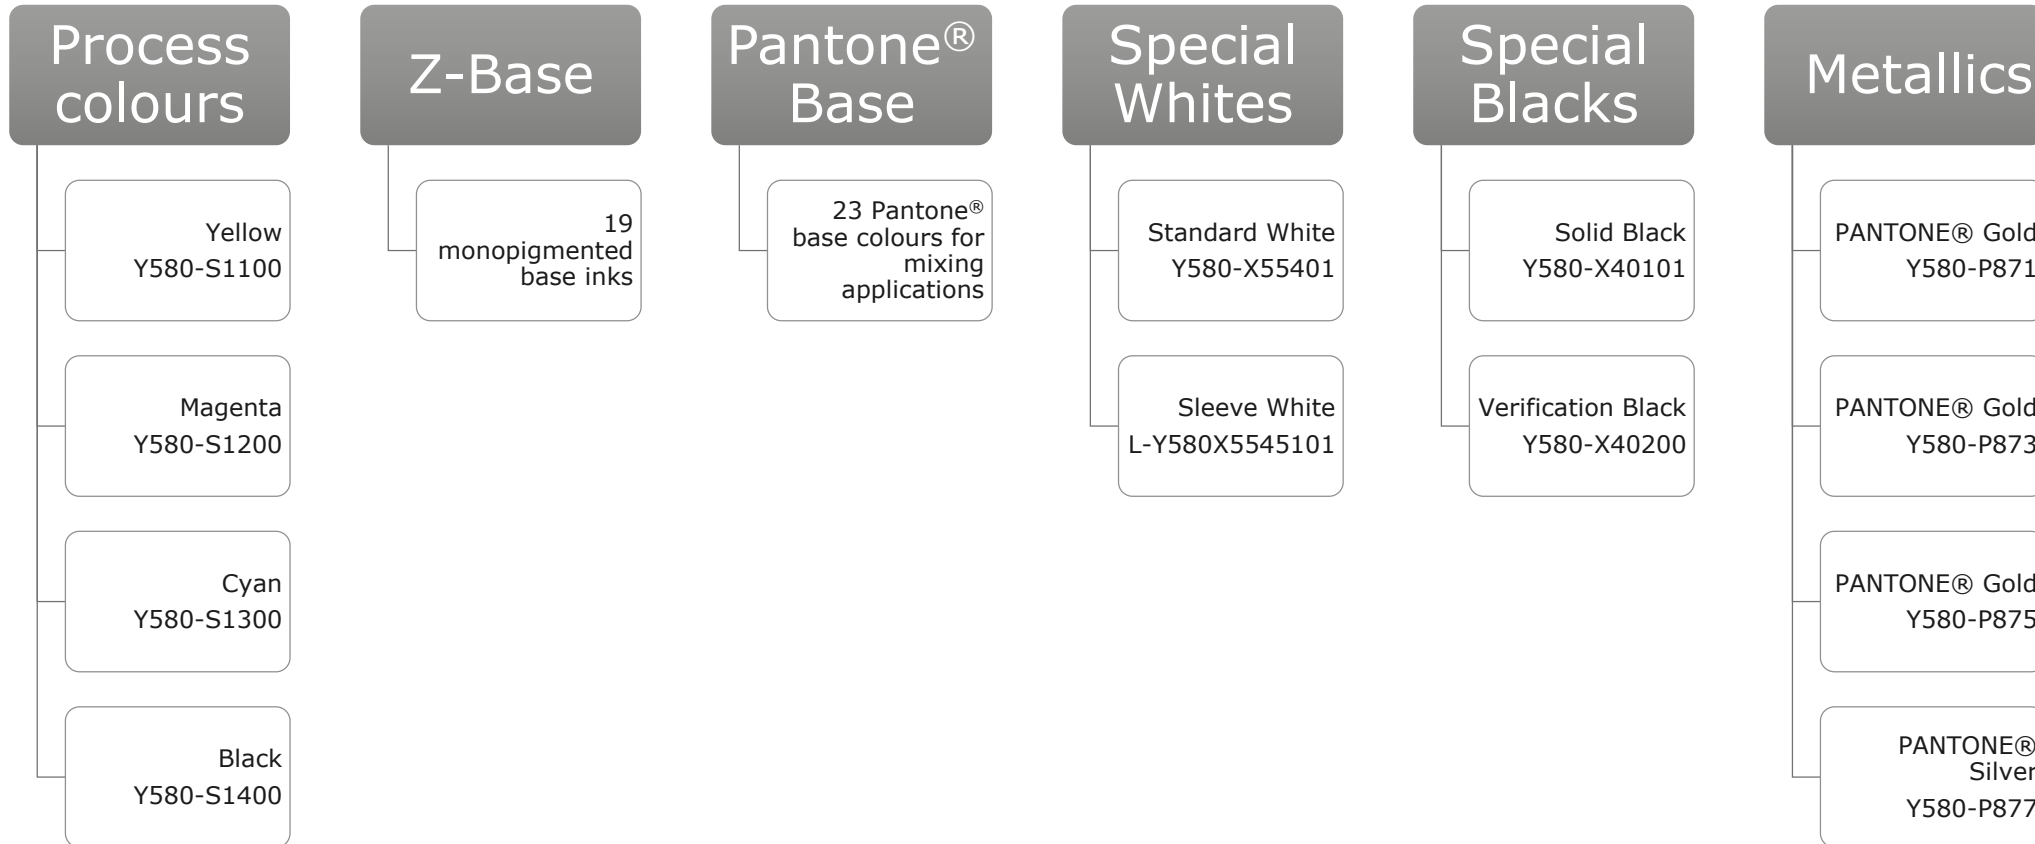 Process
colours
Yellow
Y580-S1100
Magenta
Y580-S1200
Cyan
Y580-S1300
Black
Y580-S1400
Z-Base
19
monopigmented
base inks
Pantone®
Base
23 Pantone®
base colours for
mixing
applications
Special
Whites
Standard White
Y580-X55401
Sleeve White
L-Y580X5545101
Special
Blacks
Solid Black
Y580-X40101
Verification Black
Y580-X40200
Metallics
PANTONE® Gold
Y580-P871
PANTONE® Gold
Y580-P873
PANTONE® Gold
Y580-P875
PANTONE®
Silver
Y580-P877